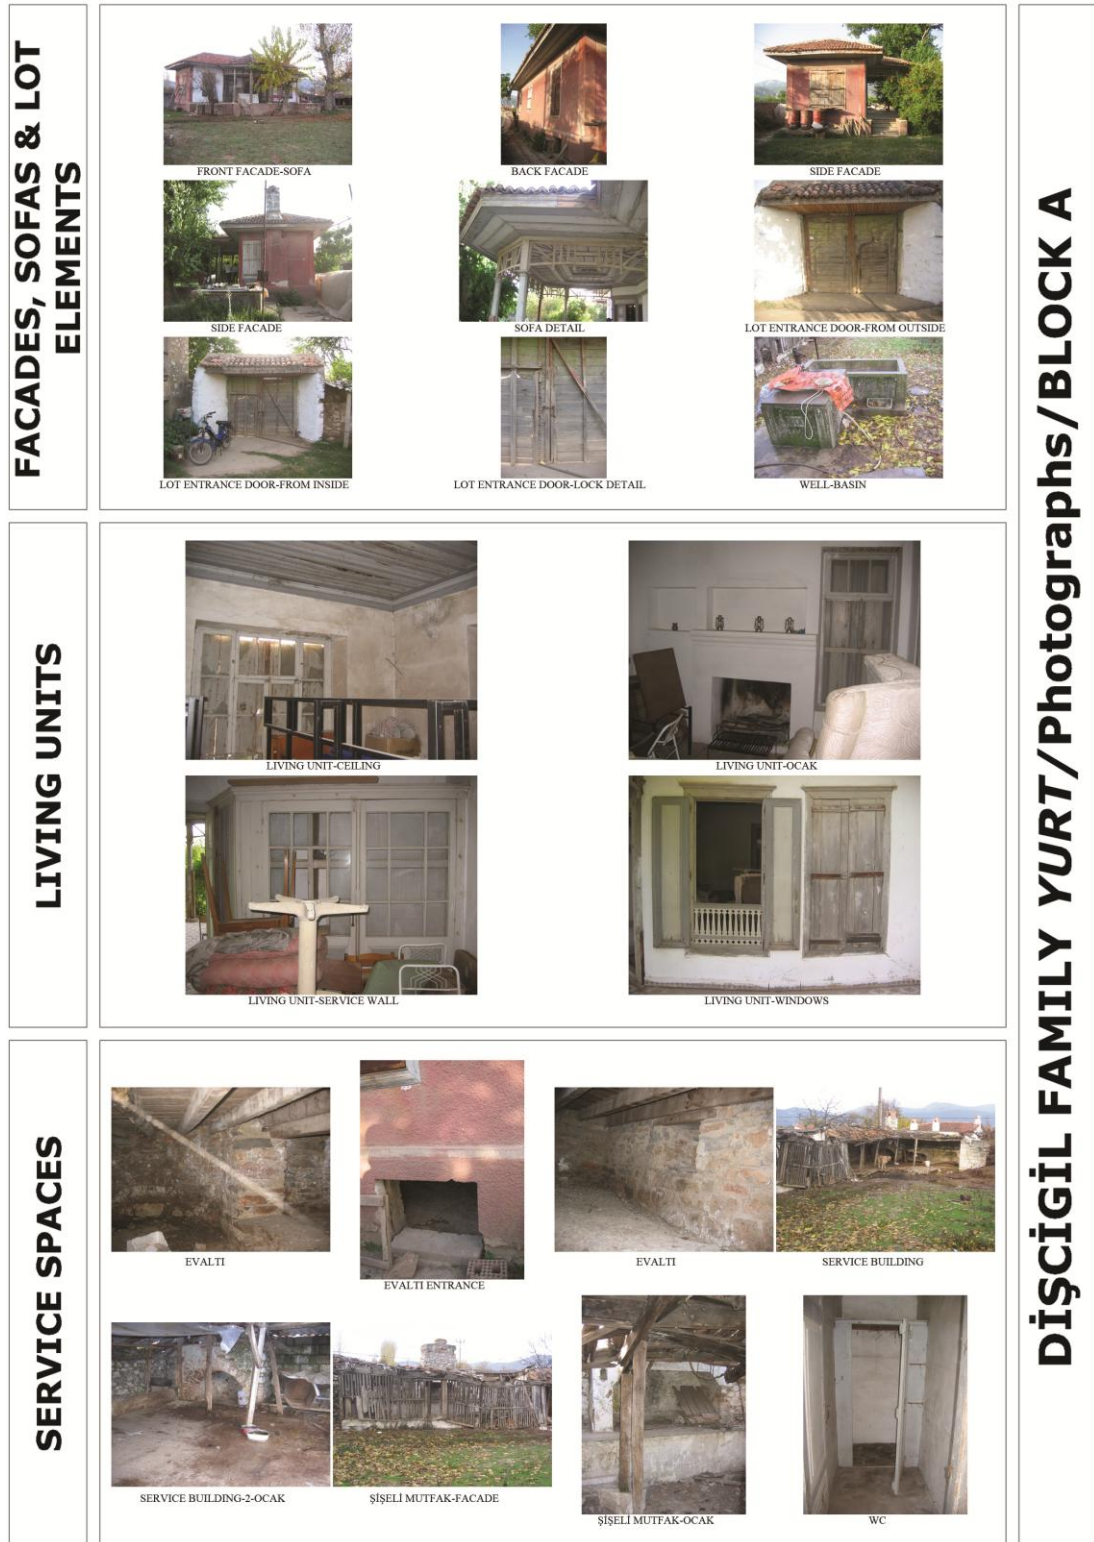 FACADES, SOFAS & LOT
ELEMENTS
FRONT FACADE-SOFA
BACK FACADE
SIDE FACADE
SIDE FACADE
SOFA DETAIL
LOT ENTRANCE DOOR-FROM OUTSIDE
LOT ENTRANCE DOOR-FROM INSIDE
LOT ENTRANCE DOOR-LOCK DETAIL
WELL-BASIN
LIVING UNITS
LIVING UNIT-CEILING
LIVING UNIT-OCAK
LIVING UNIT-SERVICE WALL
LIVING UNIT-WINDOWS
SERVICE SPACES
EVALTI
EVALTI ENTRANCE
EVALTI
SERVICE BUILDING
SERVICE BUILDING-2-OCAK
ŞİŞELİ MUTFAK-FACADE
ŞİŞELİ MUTFAK-OCAK
WC
DİŞCİGİL FAMILY YURT/Photographs/BLOCK A